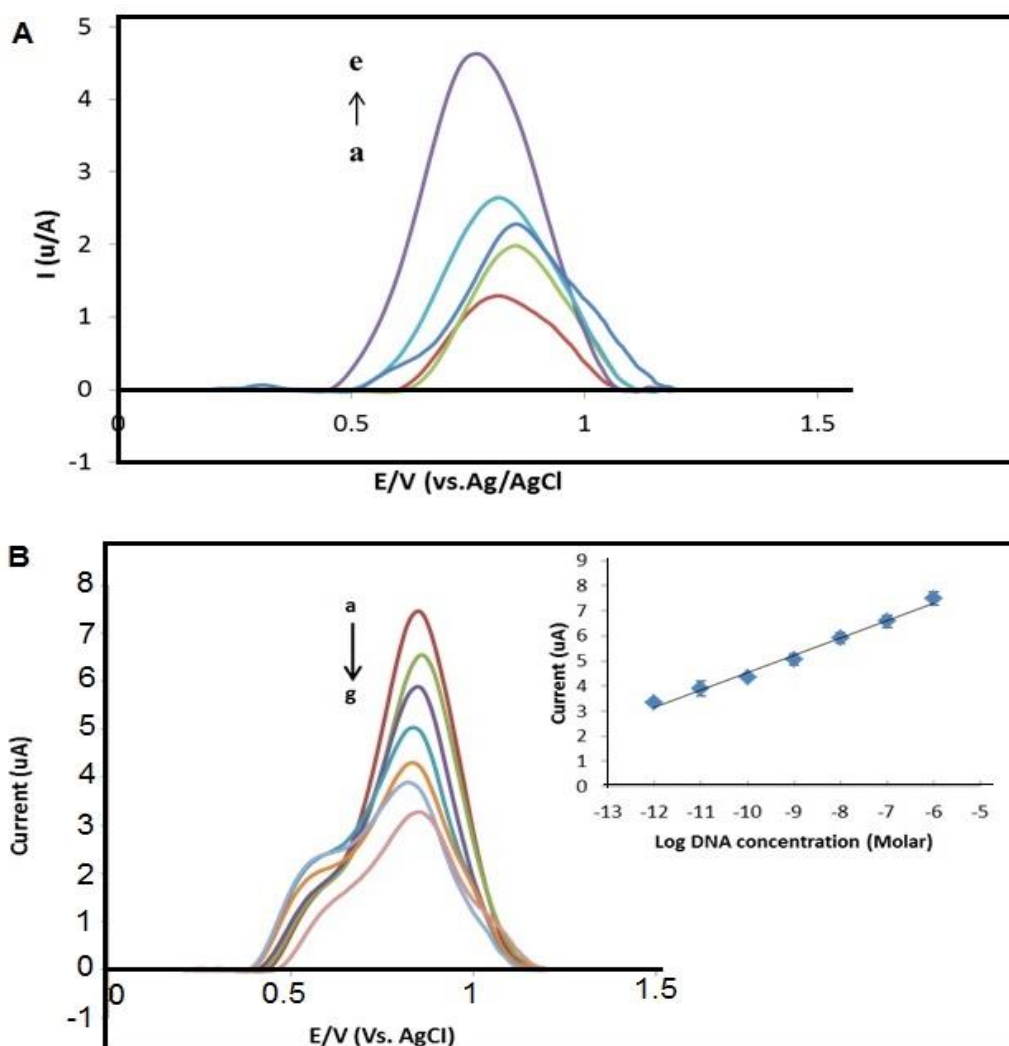 A
5
4
3
2
1
0
-1
e
a
I (u/A)
0
0.5
1
1.5
E/V (vs.Ag/AgCl
B
8
7
6
5
4
3
2
1
0
-1
a
g
Current (uA)
0
0.5
1
1.5
E/V (Vs. AgCl)
9
8
7
6
5
4
3
2
1
0
Current (uA)
-13 -12 -11 -10 -9 -8 -7 -6 -5
Log DNA concentration (Molar)